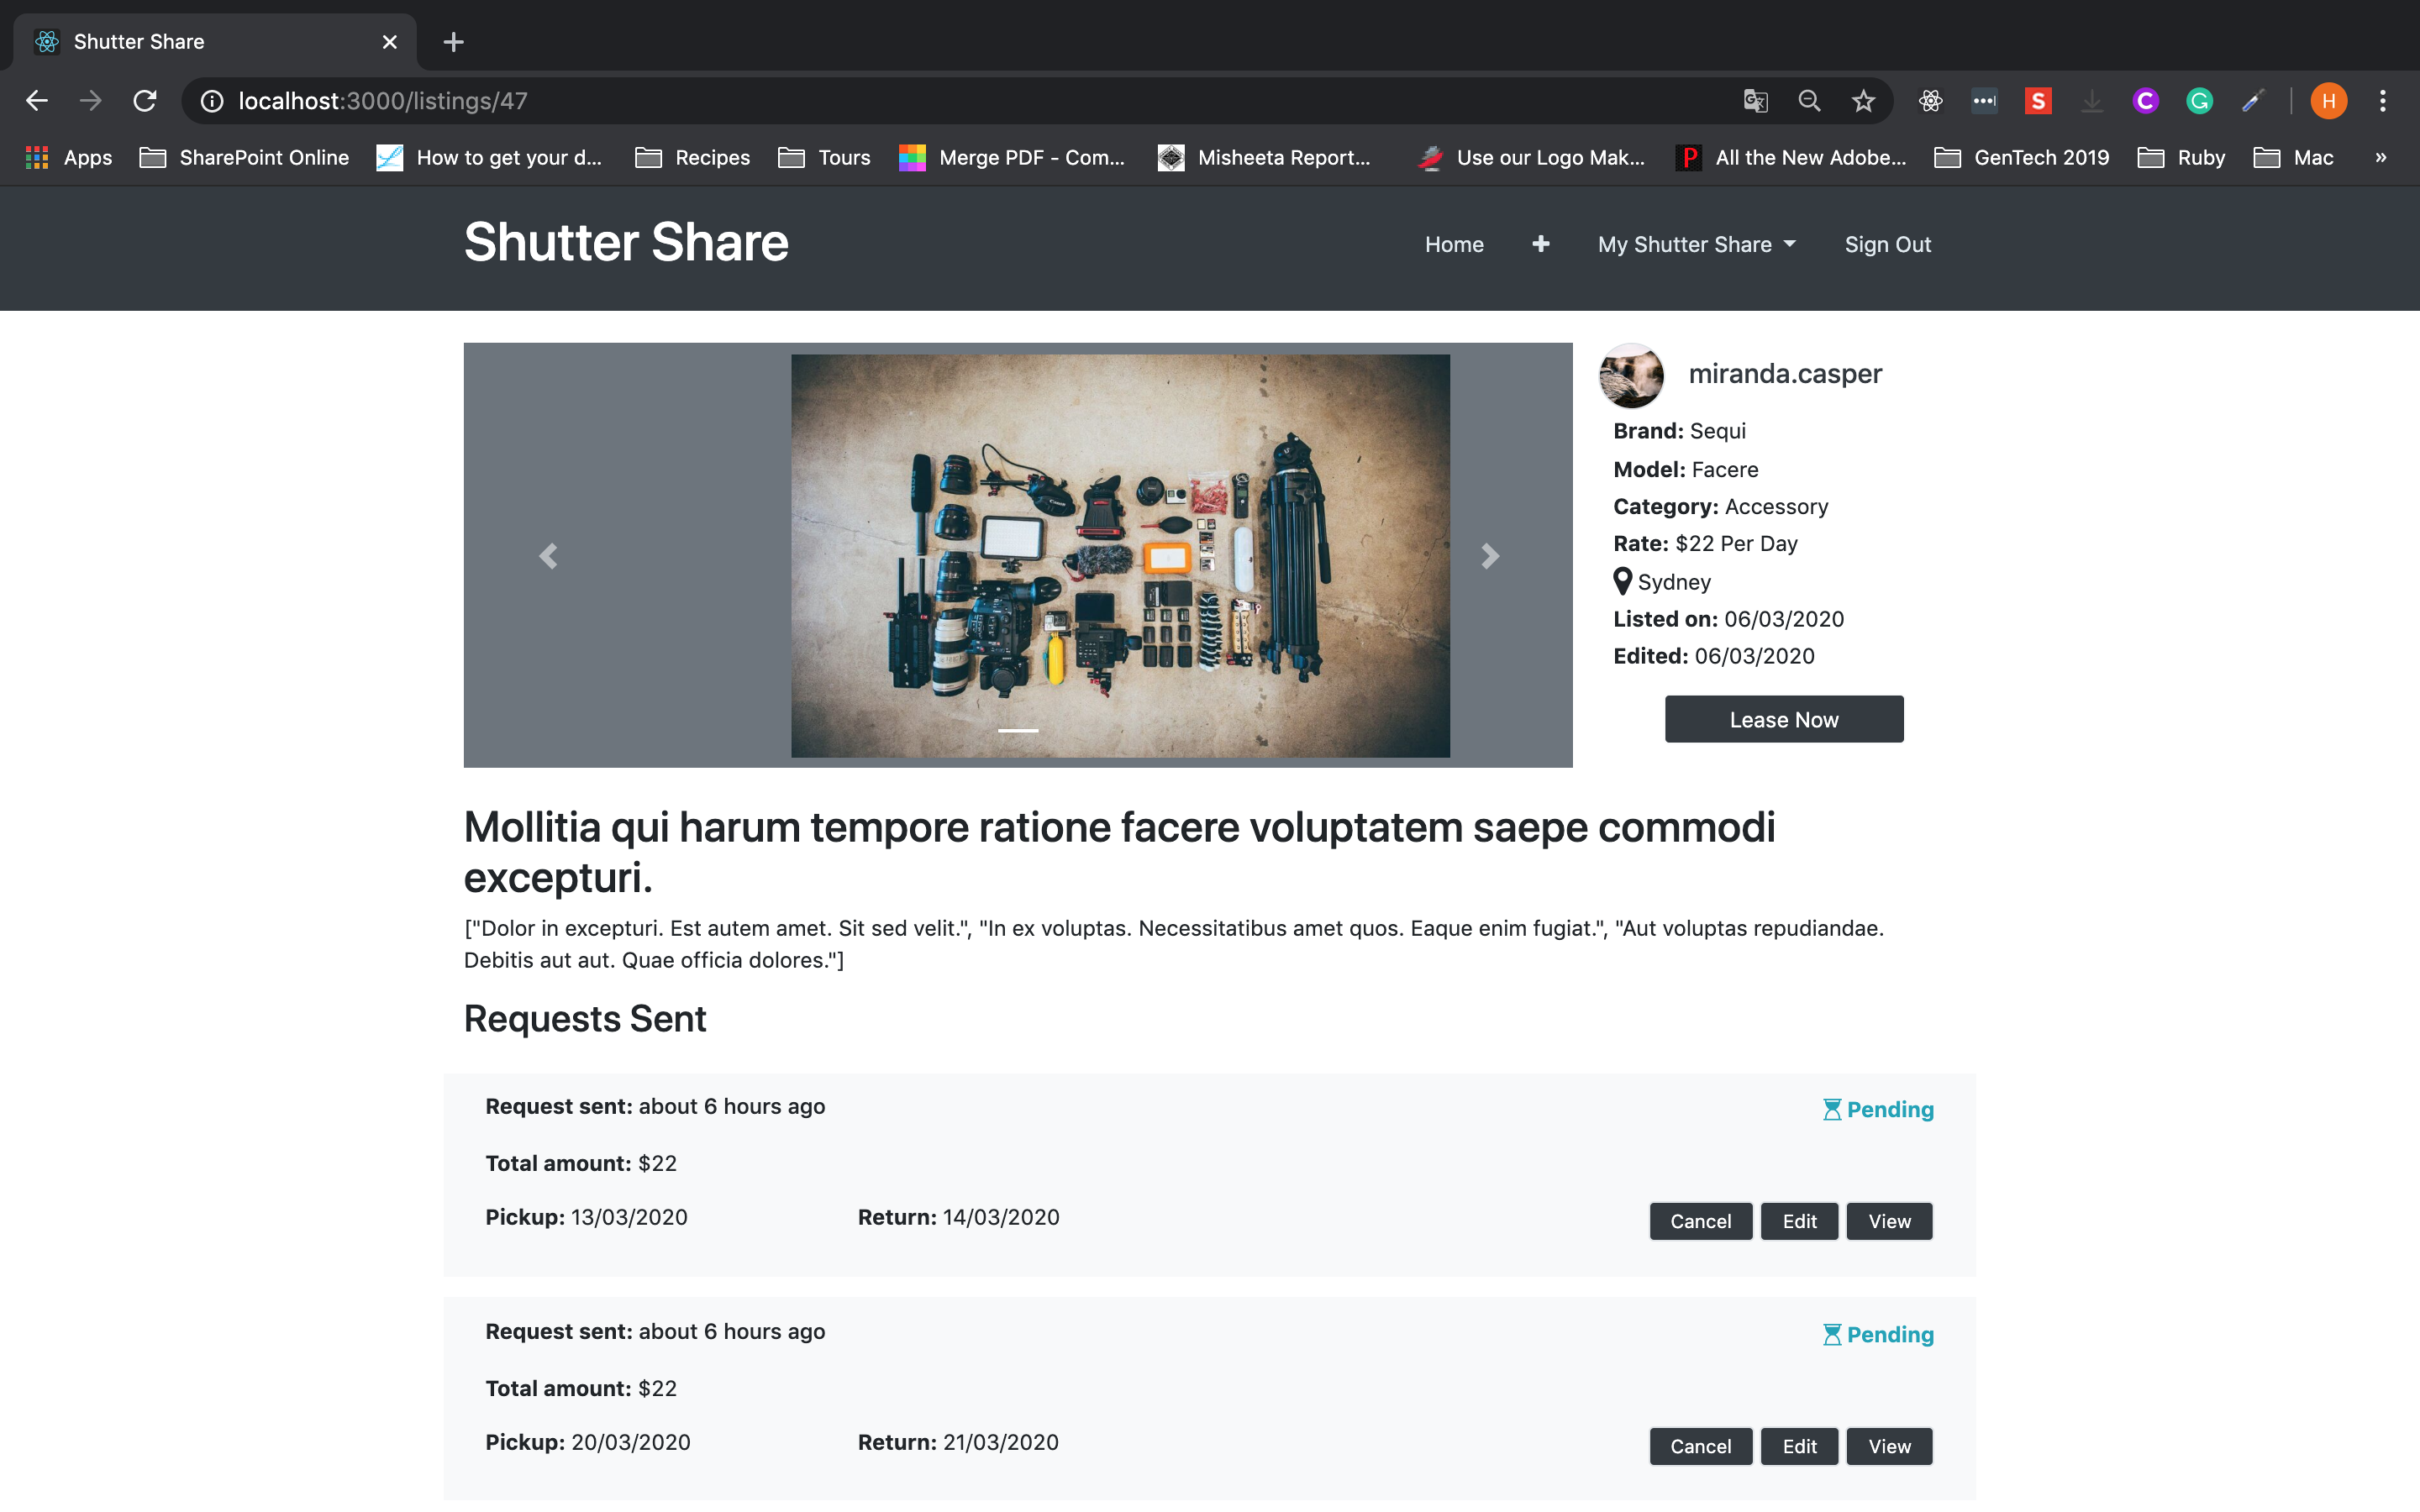 Shutter Share
localhost:3000/listings/47
S
C
G
H
Apps
SharePoint Online
How to get your d...
Recipes
Tours
Merge PDF - Com...
Misheeta Report...
Use our Logo Mak...
P
All the New Adobe...
GenTech 2019
Ruby
Mac
»
Shutter Share
Home
My Shutter Share
Sign Out
miranda.casper
Brand: Sequi
Model: Facere
Category: Accessory
Rate: $22 Per Day
Sydney
Listed on: 06/03/2020
Edited: 06/03/2020
Lease Now
Mollitia qui harum tempore ratione facere voluptatem saepe commodi
excepturi.
["Dolor in excepturi. Est autem amet. Sit sed velit.", "In ex voluptas. Necessitatibus amet quos. Eaque enim fugiat.", "Aut voluptas repudiandae.
Debitis aut aut. Quae officia dolores."]
Requests Sent
Request sent: about 6 hours ago
Pending
Total amount: $22
Pickup: 13/03/2020
Return: 14/03/2020
Cancel
Edit
View
Request sent: about 6 hours ago
Pending
Total amount: $22
Pickup: 20/03/2020
Return: 21/03/2020
Cancel
Edit
View